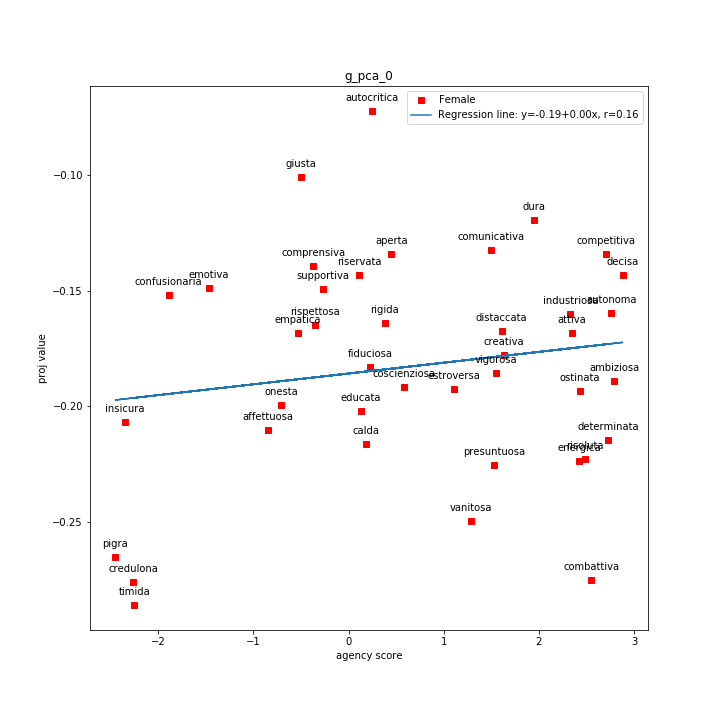 g_pca_0
Female
Regression line: y=-0.19+0.00x, r=0.16
autocritica
giusta
dura
comunicativa
aperta
competitiva
comprensiva
riservata
decisa
emotiva
supportiva
confusionaria
industriosa
autonoma
rispettosa
rigida
empatica
distaccata
attiva
creativa
fiduciosa
vigorosa
coscienziosa
estroversa
ambiziosa
ostinata
onesta
educata
insicura
affettuosa
calda
determinata
risoluta
energica
presuntuosa
vanitosa
pigra
credulona
timida
combattiva
−0.10
−0.15
−0.20
−0.25
proj value
−2
−1
0
1
2
3
agency score